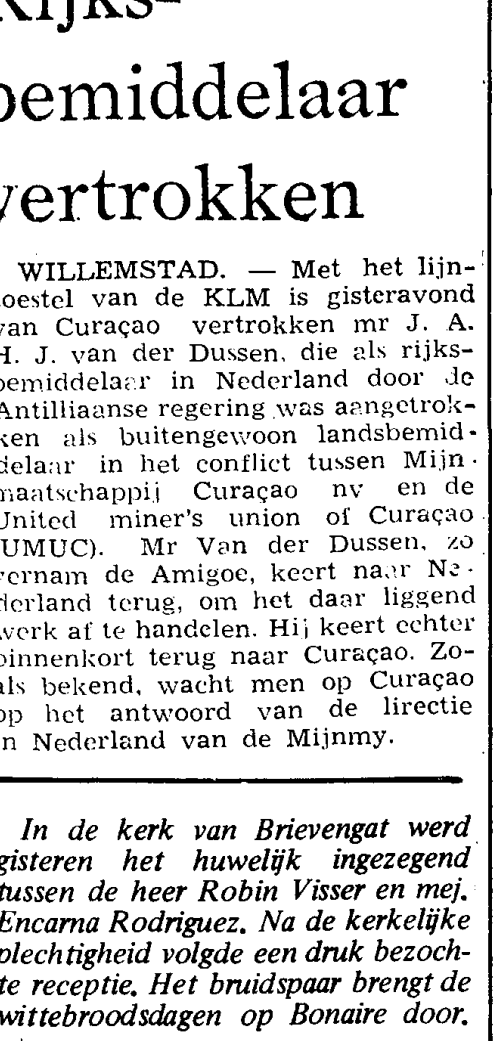 Rijks-
bemiddelaar
vertrokken
WILLEMSTAD. — Met het lijn-
toestel van de KLM is gisteravond
van Curaçao vertrokken mr J. A.
H. J. van der Dussen, die als rijks-
bemiddelaar in Nederland door de
Antilliaanse regering was aangetrok-
ken als buitengewoon landsbemid-
delaar in het conflict tussen Mijn-
maatschappij Curaçao nv en de
United miner's union of Curaçao
(UMUC). Mr Van der Dussen, zo
vernam de Amigoe, keert naar Ne-
derland terug, om het daar liggend
werk af te handelen. Hij keert echter
binnenkort terug naar Curaçao. Zo-
als bekend, wacht men op Curaçao
op het antwoord van de lirectie
in Nederland van de Mijnmy.
In de kerk van Brievengat werd
gisteren het huwelijk ingezegend
tussen de heer Robin Visser en mej.
Encarna Rodriguez. Na de kerkelijke
plechtigheid volgde een druk bezoch-
te receptie. Het bruidspaar brengt de
wittebroodsdagen op Bonaire door.